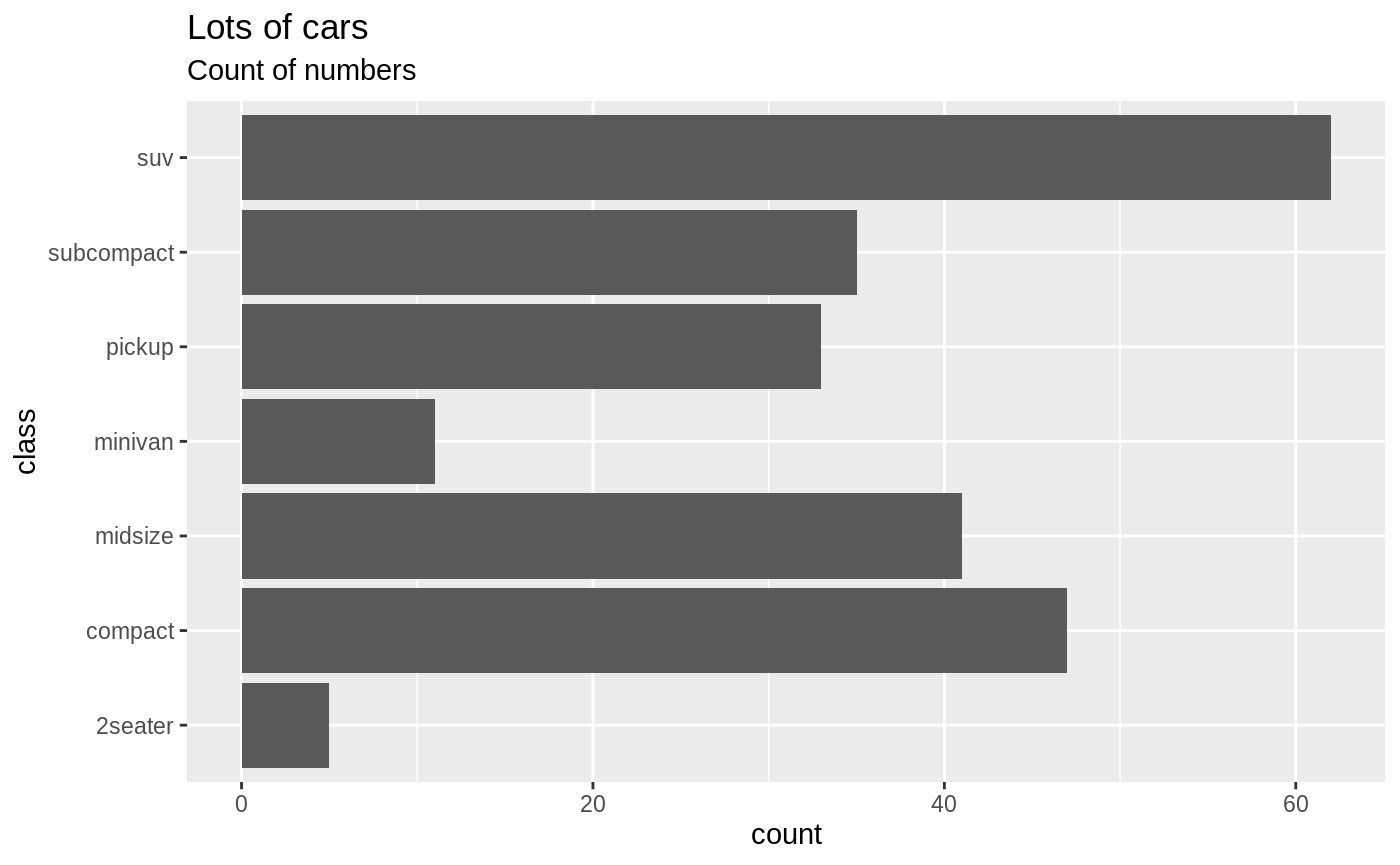 Lots of cars
Count of numbers
suv
subcompact
pickup
minivan
midsize
compact
2seater
class
0 20 40 60
count